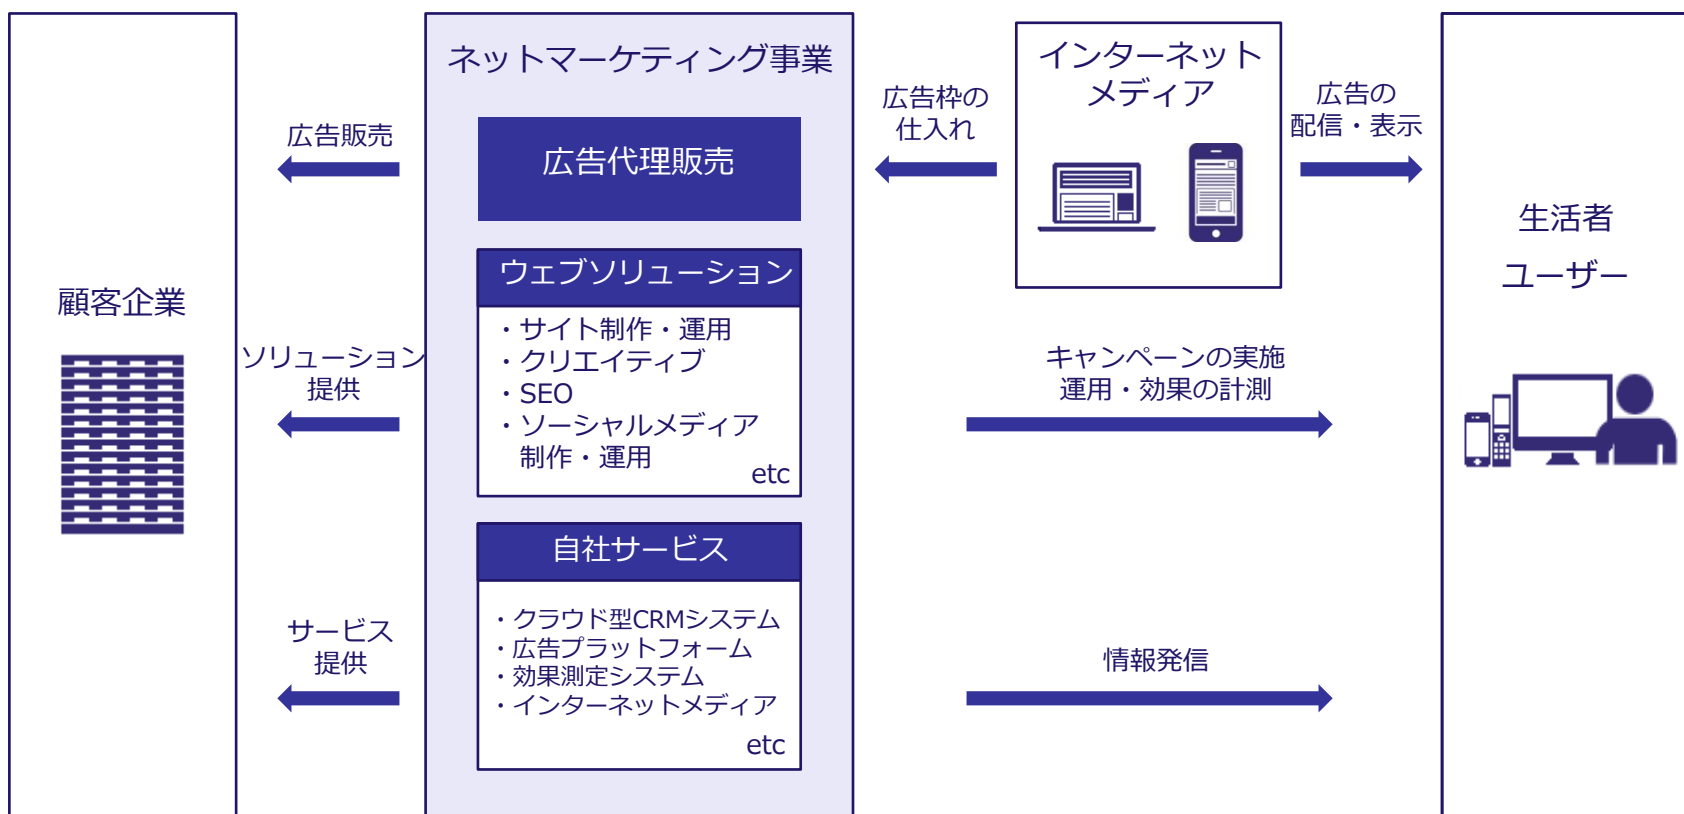 ネットマーケティング事業
広告代理販売
ウェブソリューション
・サイト制作・運用
・クリエイティブ
・SEO
・ソーシャルメディア
制作・運用
etc
自社サービス
・クラウド型CRMシステム
・広告プラットフォーム
・効果測定システム
・インターネットメディア
etc
顧客企業
広告販売
ソリューション
提供
サービス
提供
広告枠の
仕入れ
インターネット
メディア
広告の
配信・表示
キャンペーンの実施
運用・効果の計測
情報発信
生活者
ユーザー